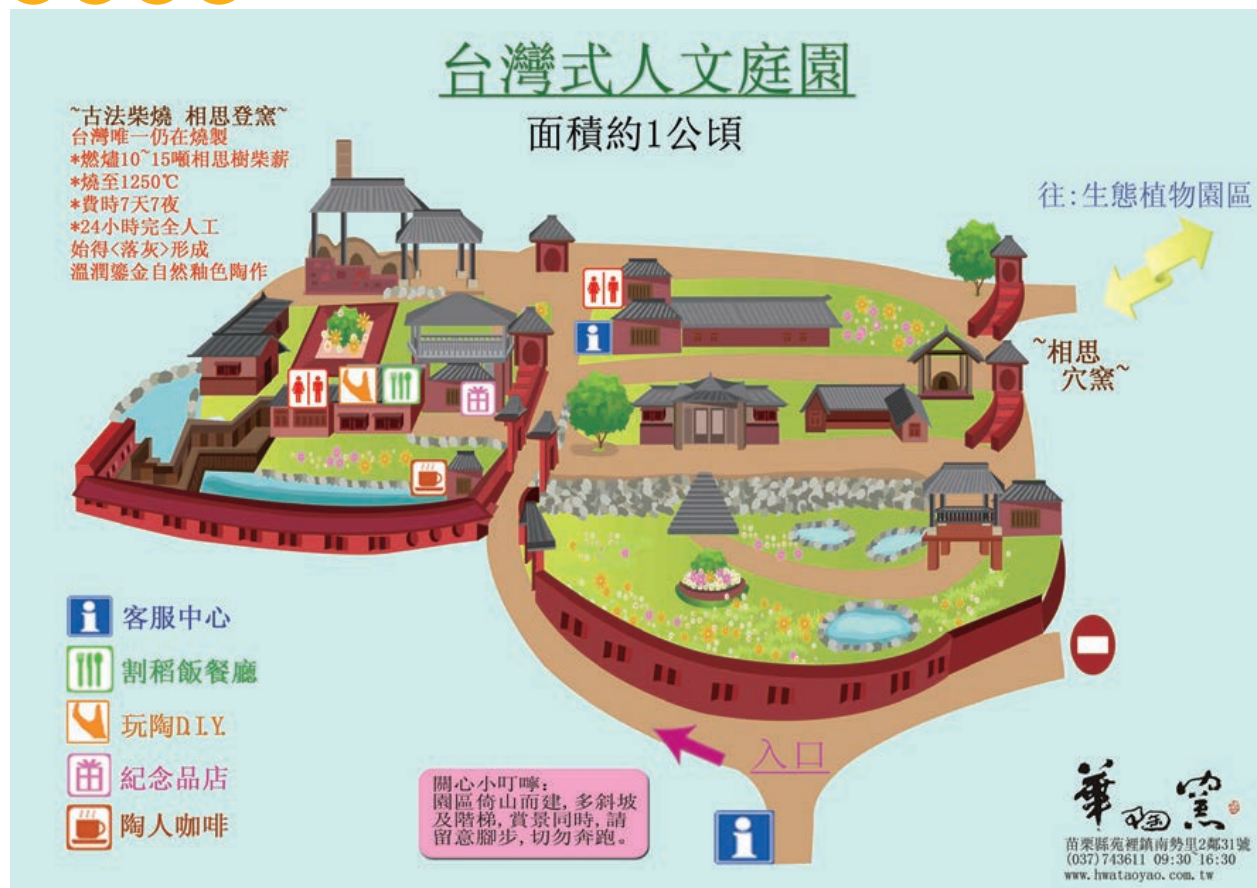 台灣式人文庭園
面積約1公頃
~古法柴燒 相思登窯~
台灣唯一仍在燒製
*燃燼10~15噸相思樹柴薪
*燒至1250℃
*費時7天7夜
*24小時完全人工
始得<落灰>形成
溫潤鎏金自然釉色陶作
往:生態植物園區
~相思
穴窯~
客服中心
割稻飯餐廳
玩陶D.I.Y.
紀念品店
陶人咖啡
入口
關心小叮嚀:
園區倚山而建,多斜坡
及階梯,賞景同時,請
留意腳步,切勿奔跑。
華陶窯
苗栗縣苑裡鎮南勢里2鄰31號
(037)743611 09:30~16:30
www.hwataoyao.com.tw